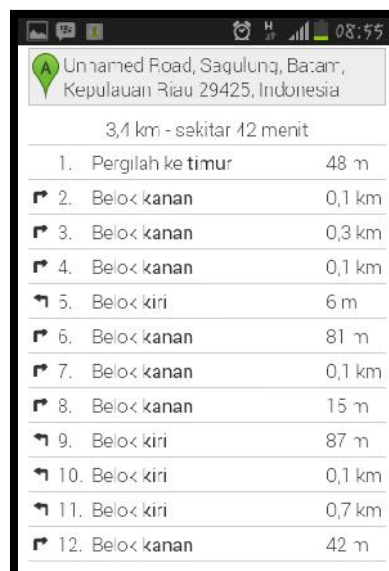 H
08:55
A
Unnamed Road, Sagulung, Batam,
Kepulauan Riau 29425, Indonesia
3,4 km - sekitar 42 menit
1. Pergilah ke timur 48 m
2. Belok kanan 0,1 km
3. Belok kanan 0,3 km
4. Belok kanan 0,1 km
5. Belok kiri 6 m
6. Belok kanan 81 m
7. Belok kanan 0,1 km
8. Belok kanan 15 m
9. Belok kiri 87 m
10. Belok kiri 0,1 km
11. Belok kiri 0,7 km
12. Belok kanan 42 m